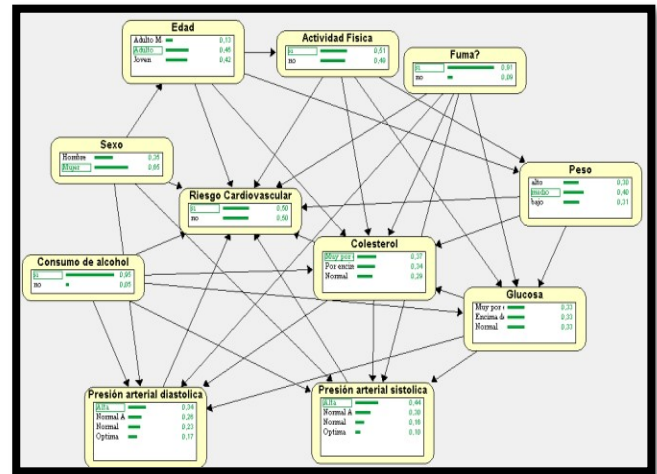 Edad
Adulto M. 0,13
Adulto 0,46
Joven 0,42
Actividad Fisica
si 0,51
no 0,49
Fuma?
si 0,91
no 0,09
Sexo
Hombre 0,35
Mujer 0,65
Peso
alto 0,30
medio 0,40
bajo 0,31
Riesgo Cardiovascular
si 0,50
no 0,50
Colesterol
Muy por 0,37
Por encin 0,34
Normal 0,29
Consumo de alcohol
si 0,95
no 0,05
Glucosa
Muy por 0,33
Encima de 0,33
Normal 0,33
Presión arterial diastolica
Alta 0,34
Normal A 0,26
Normal 0,23
Optima 0,17
Presión arterial sistolica
Alta 0,44
Normal A 0,30
Normal 0,16
Optima 0,10